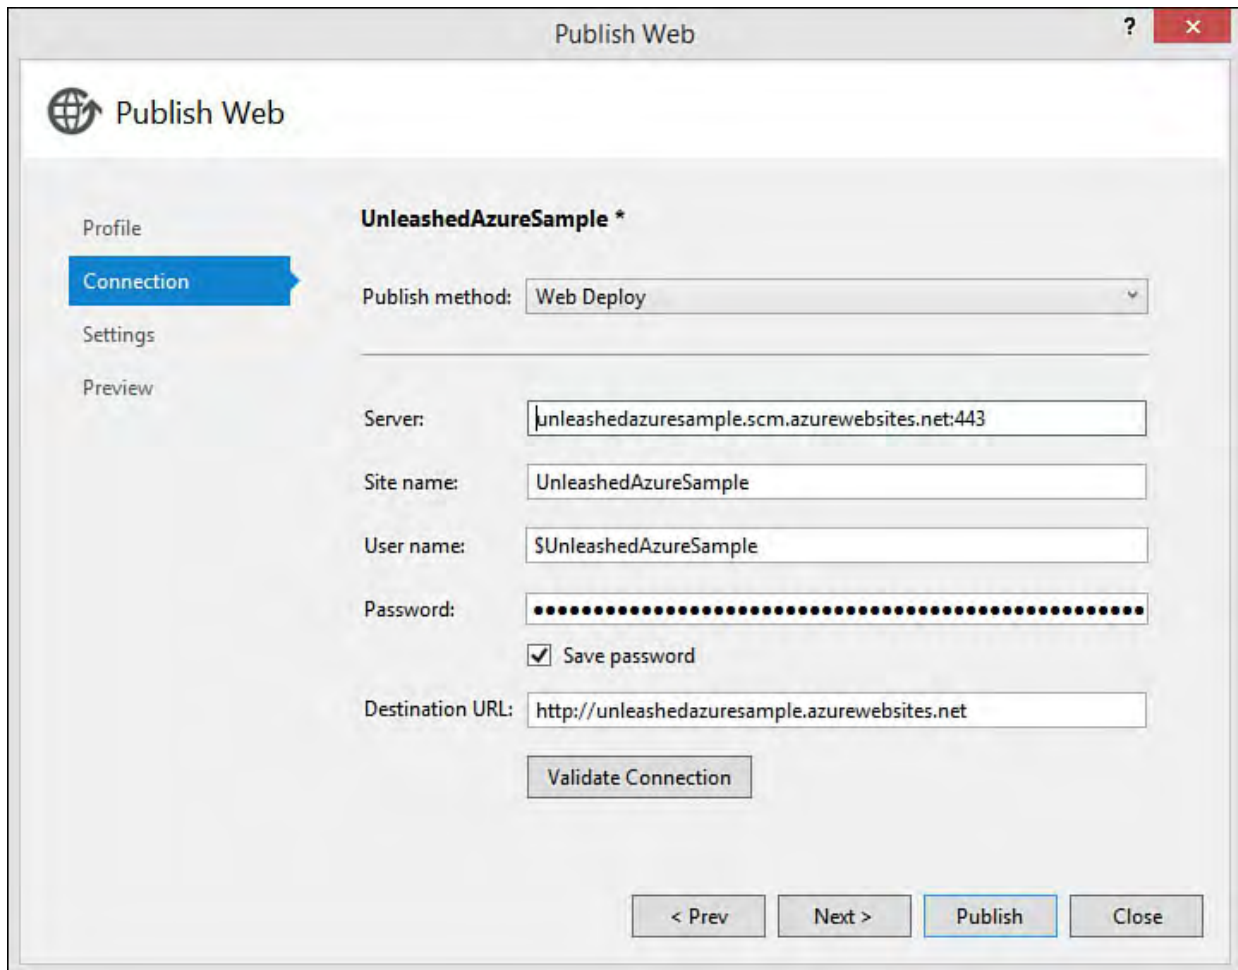 Publish Web
?
Publish Web
Profile
Connection
Settings
Preview
UnleashedAzureSample *
Publish method: Web Deploy
Server: unleashedazuresample.scm.azurewebsites.net:443
Site name: UnleashedAzureSample
User name: $UnleashedAzureSample
Password: ●●●●●●●●●●●●●●●●●●●●●●●●●●●●●●●●●●●●●●●●●●●●●●●●●●●
Save password
Destination URL: http://unleashedazuresample.azurewebsites.net
Validate Connection
< Prev Next > Publish Close